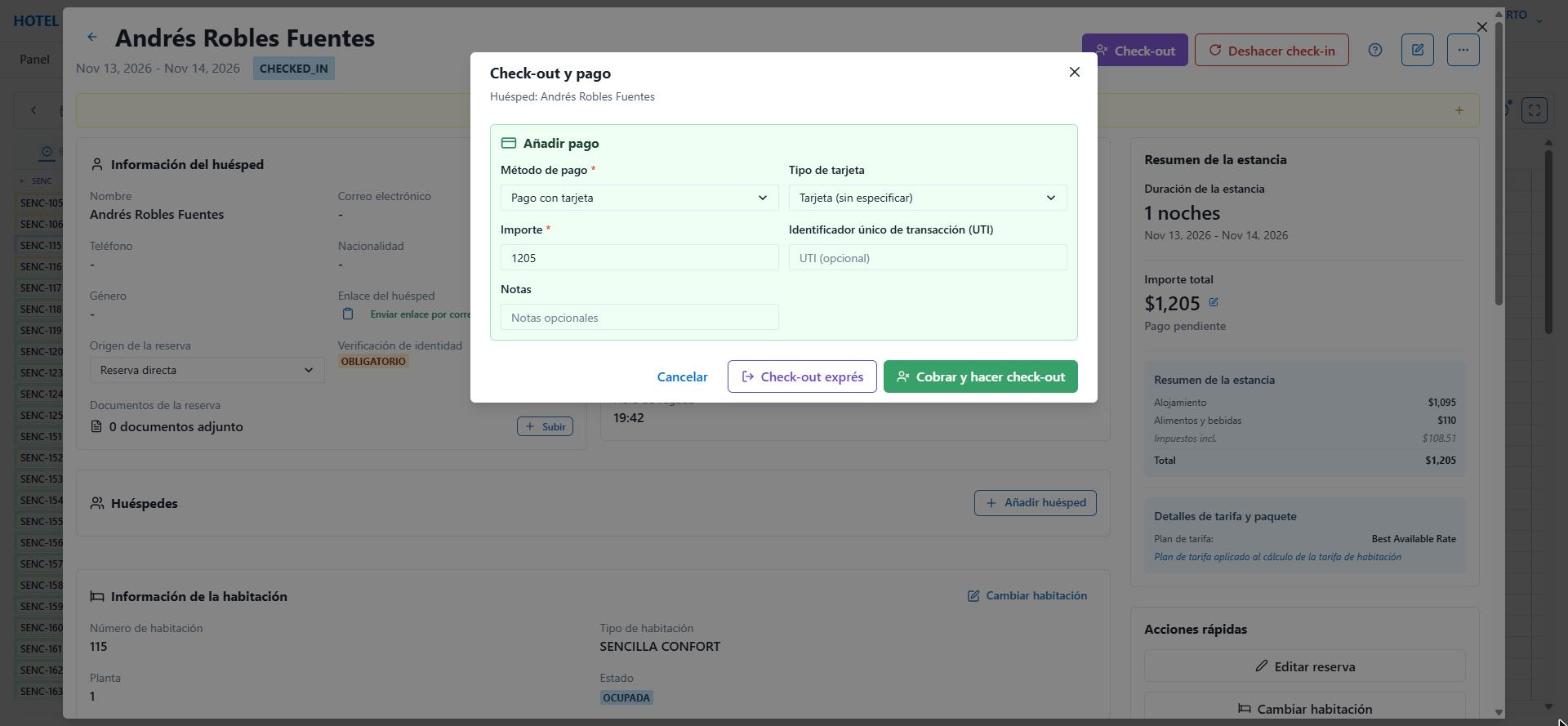 HOTEL
RTO
Andrés Robles Fuentes
Check-out
Deshacer check-in
Panel
Nov 13, 2026 - Nov 14, 2026
CHECKED_IN
Check-out y pago
Huésped: Andrés Robles Fuentes
Añadir pago
Método de pago *
Tipo de tarjeta
Pago con tarjeta
Tarjeta (sin especificar)
Importe *
Identificador único de transacción (UTI)
1205
UTI (opcional)
Notas
Notas opcionales
Cancelar
Check-out exprés
Cobrar y hacer check-out
Información del huésped
Nombre
Correo electrónico
Andrés Robles Fuentes
-
Teléfono
Nacionalidad
-
-
Género
Enlace del huésped
-
Enviar enlace por corre
Origen de la reserva
Verificación de identidad
Reserva directa
OBLIGATORIO
Documentos de la reserva
0 documentos adjunto
Subir
19:42
Huéspedes
Añadir huésped
Información de la habitación
Cambiar habitación
Número de habitación
Tipo de habitación
115
SENCILLA CONFORT
Planta
Estado
1
OCUPADA
Resumen de la estancia
Duración de la estancia
1 noches
Nov 13, 2026 - Nov 14, 2026
Importe total
$1,205
Pago pendiente
Resumen de la estancia
Alojamiento $1,095
Alimentos y bebidas $110
Impuestos incl. $108.51
Total $1,205
Detalles de tarifa y paquete
Plan de tarifa: Best Available Rate
Plan de tarifa aplicado al cálculo de la tarifa de habitación
Acciones rápidas
Editar reserva
Cambiar habitación
SENC
SENC-105
SENC-106
SENC-115
SENC-116
SENC-117
SENC-118
SENC-119
SENC-120
SENC-123
SENC-124
SENC-125
SENC-151
SENC-152
SENC-153
SENC-154
SENC-155
SENC-156
SENC-157
SENC-158
SENC-159
SENC-160
SENC-161
SENC-162
SENC-163